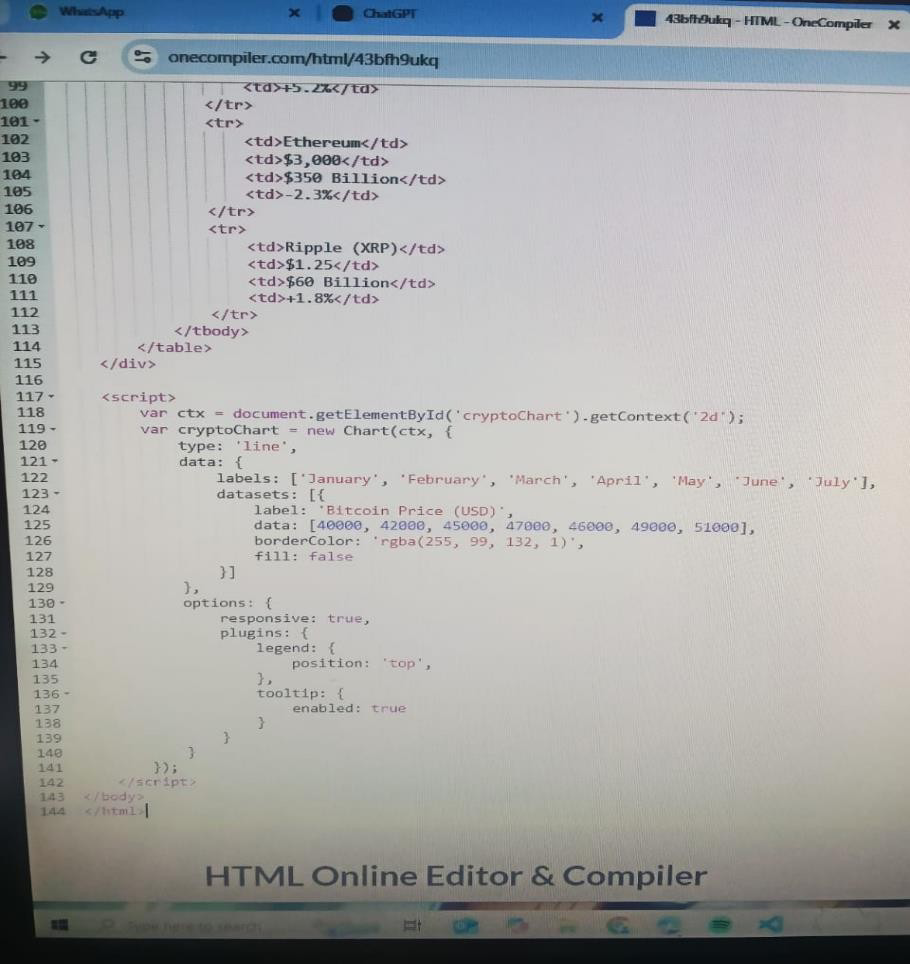 WhatsApp
ChatGPT
43bfh9ukq - HTML - OneCompiler
onecompiler.com/html/43bfh9ukq
99 <td>+5.2%</td>
100 </tr>
101 <tr>
102 <td>Ethereum</td>
103 <td>$3,000</td>
104 <td>$350 Billion</td>
105 <td>-2.3%</td>
106 </tr>
107 <tr>
108 <td>Ripple (XRP)</td>
109 <td>$1.25</td>
110 <td>$60 Billion</td>
111 <td>+1.8%</td>
112 </tr>
113 </tbody>
114 </table>
115 </div>
116
117 <script>
118 var ctx = document.getElementById('cryptoChart').getContext('2d');
119 var cryptoChart = new Chart(ctx, {
120 type: 'line',
121 data: {
122 labels: ['January', 'February', 'March', 'April', 'May', 'June', 'July'],
123 datasets: [{
124 label: 'Bitcoin Price (USD)',
125 data: [40000, 42000, 45000, 47000, 46000, 49000, 51000],
126 borderColor: 'rgba(255, 99, 132, 1)',
127 fill: false
128 }]
129 },
130 options: {
131 responsive: true,
132 plugins: {
133 legend: {
134 position: 'top',
135 },
136 tooltip: {
137 enabled: true
138 }
139 }
140 }
141 });
142 </script>
143 </body>
144 </html>
HTML Online Editor & Compiler
Type here to search